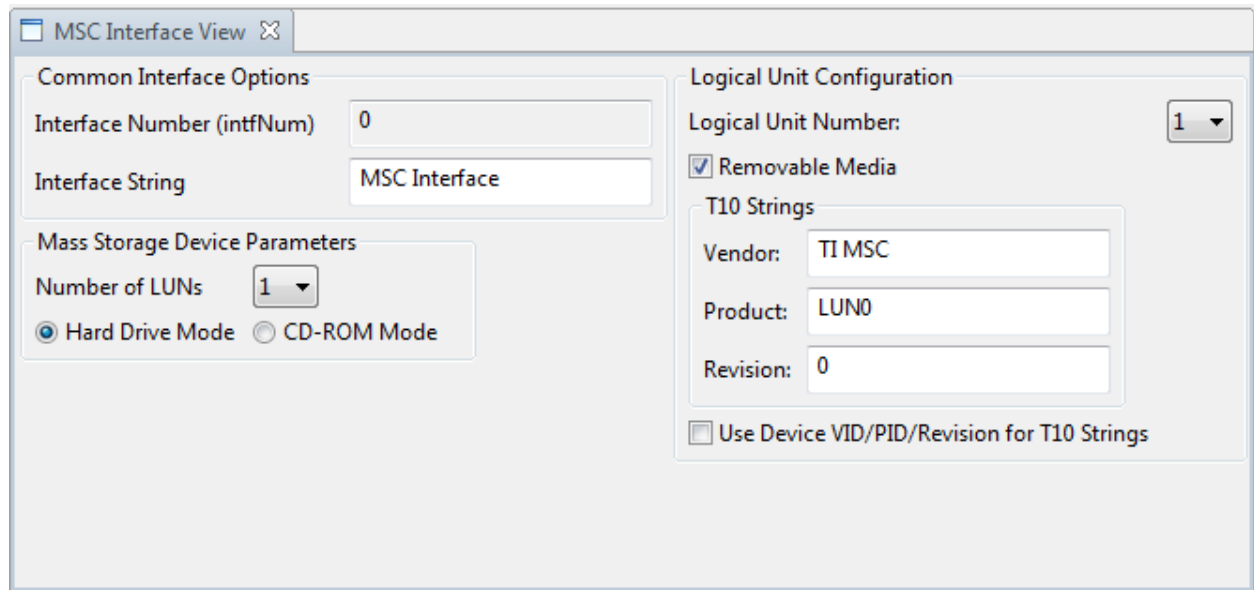 MSC Interface View
Common Interface Options
Interface Number (intfNum) 0
Interface String MSC Interface
Mass Storage Device Parameters
Number of LUNs 1
Hard Drive Mode CD-ROM Mode
Logical Unit Configuration
Logical Unit Number: 1
Removable Media
T10 Strings
Vendor: TI MSC
Product: LUN0
Revision: 0
Use Device VID/PID/Revision for T10 Strings